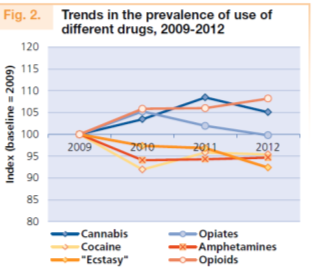 Fig. 2. Trends in the prevalence of use of
different drugs, 2009-2012
Index (baseline = 2009)
120
115
110
105
100
95
90
85
80
2009 2010 2011 2012
Cannabis Opiates
Cocaine Amphetamines
"Ecstasy" Opioids